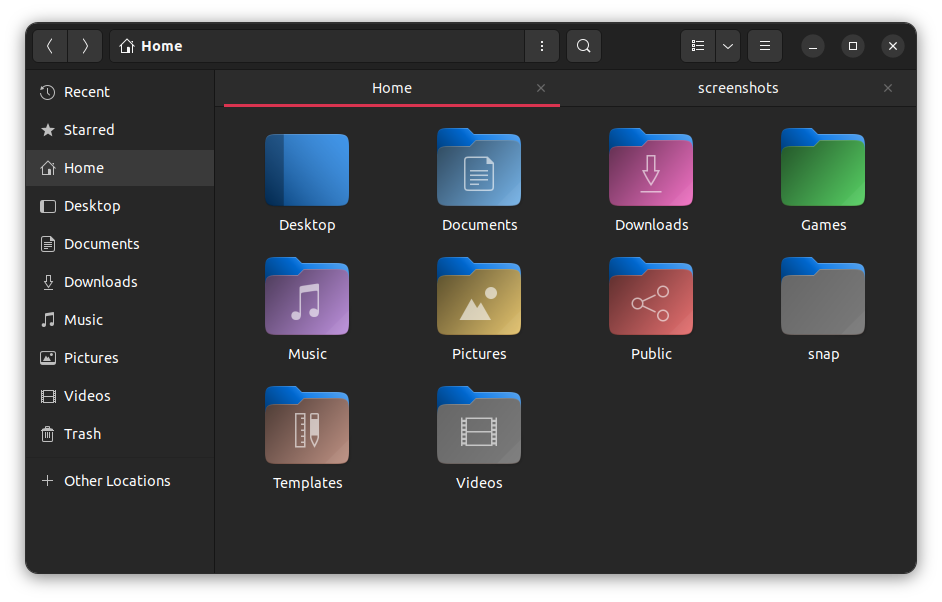 Home
Home
screenshots
Recent
Starred
Home
Desktop
Documents
Downloads
Music
Pictures
Videos
Trash
Other Locations
Desktop
Documents
Downloads
Games
Music
Pictures
Public
snap
Templates
Videos